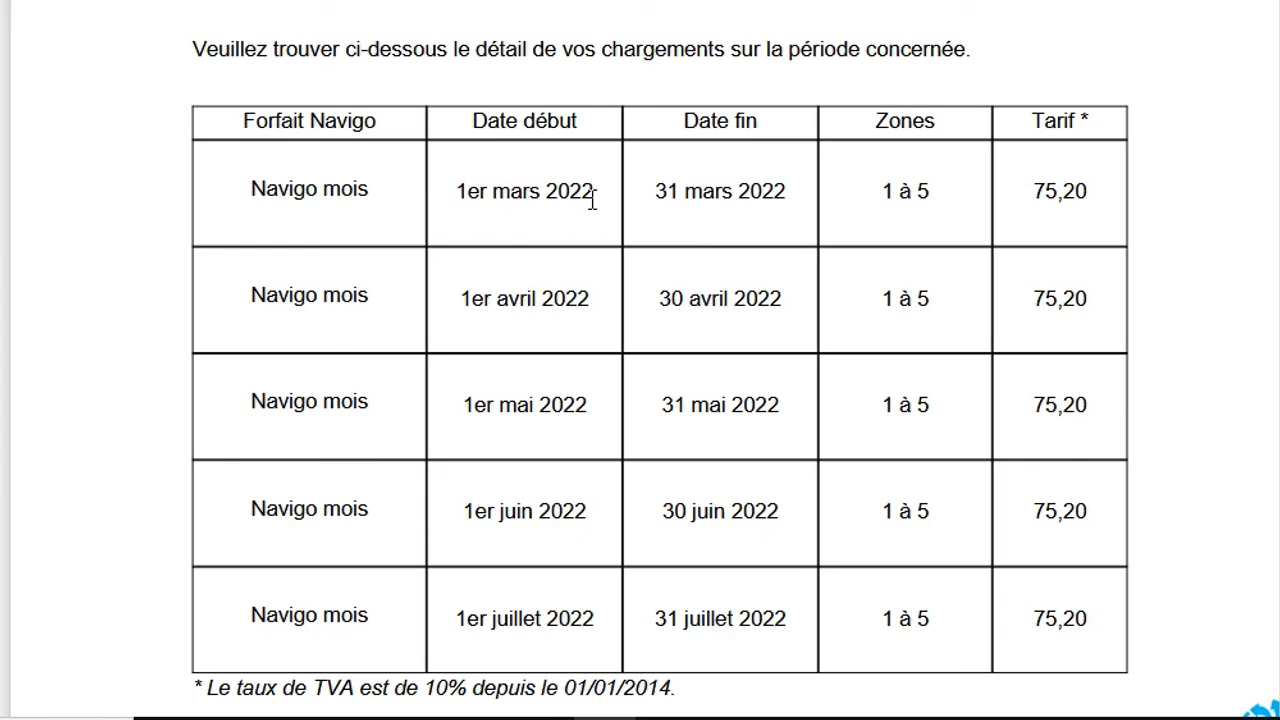 Veuillez trouver ci-dessous le détail de vos chargements sur la période concernée.
Forfait Navigo Date début Date fin Zones Tarif *
Navigo mois 1er mars 2022 31 mars 2022 1 à 5 75,20
Navigo mois 1er avril 2022 30 avril 2022 1 à 5 75,20
Navigo mois 1er mai 2022 31 mai 2022 1 à 5 75,20
Navigo mois 1er juin 2022 30 juin 2022 1 à 5 75,20
Navigo mois 1er juillet 2022 31 juillet 2022 1 à 5 75,20
* Le taux de TVA est de 10% depuis le 01/01/2014.